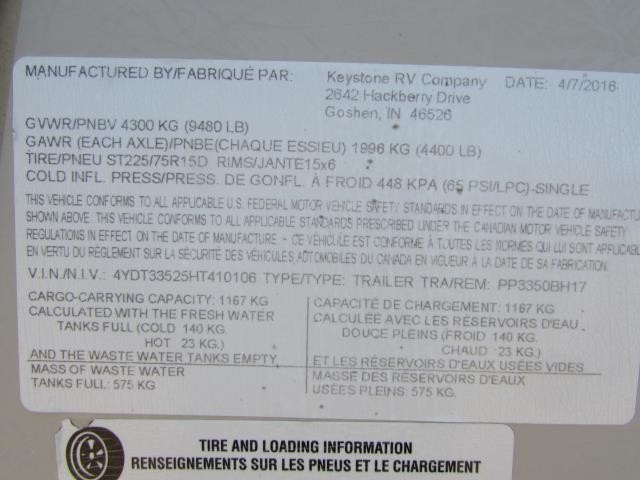 MANUFACTURED BY/FABRIQUÉ PAR: Keystone RV Company DATE: 4/7/2016
2642 Hackberry Drive
Goshen, IN 46526
GVWR/PNBV 4300 KG (9480 LB)
GAWR (EACH AXLE)/PNBE(CHAQUE ESSIEU) 1996 KG (4400 LB)
TIRE/PNEU ST225/75R15D RIMS/JANTE15x6
COLD INFL. PRESS/PRESS. DE GONFL. À FROID 448 KPA (65 PSI/LPC)-SINGLE
THIS VEHICLE CONFORMS TO ALL APPLICABLE U.S. FEDERAL MOTOR VEHICLE SAFETY STANDARDS IN EFFECT ON THE DATE OF MANUFACTU
SHOWN ABOVE. THIS VEHICLE CONFORMS TO ALL APPLICABLE STANDARDS PRESCRIBED UNDER THE CANADIAN MOTOR VEHICLE SAFETY
REGULATIONS IN EFFECT ON THE DATE OF MANUFACTURE. - CE VÉHICULE EST CONFORME À TOUTES LES NORMES QUI LUI SONT APPLICABL
EN VERTU DU RÈGLEMENT SUR LA SÉCURITÉ DES VÉHICULES AUTOMOBILES DU CANADA EN VIGUEUR À LA DATE DE SA FABRICATION.
V.I.N./N.I.V.: 4YDT33525HT410106 TYPE/TYPE: TRAILER TRA/REM: PP3350BH17
CARGO-CARRYING CAPACITY: 1167 KG
CALCULATED WITH THE FRESH WATER
TANKS FULL (COLD 140 KG.
HOT 23 KG.)
AND THE WASTE WATER TANKS EMPTY
MASS OF WASTE WATER
TANKS FULL: 575 KG.
CAPACITÉ DE CHARGEMENT: 1167 KG
CALCULÉE AVEC LES RÉSERVOIRS D'EAU
DOUCE PLEINS (FROID 140 KG.
CHAUD 23 KG.)
ET LES RÉSERVOIRS D'EAUX USÉES VIDES
MASSE DES RÉSERVOIRS D'EAUX
USÉES PLEINS: 575 KG.
TIRE AND LOADING INFORMATION
RENSEIGNEMENTS SUR LES PNEUS ET LE CHARGEMENT